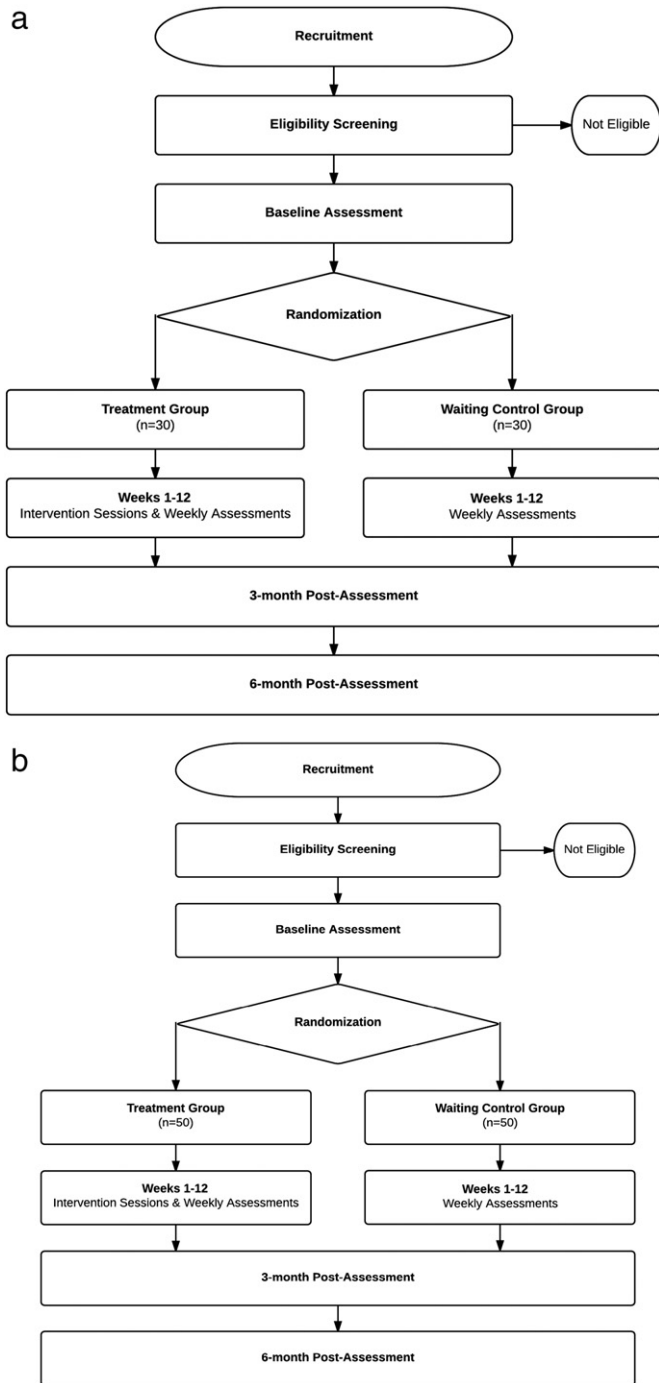 a
Recruitment
Eligibility Screening
Not Eligible
Baseline Assessment
Randomization
Treatment Group
(n=30)
Waiting Control Group
(n=30)
Weeks 1-12
Intervention Sessions & Weekly Assessments
Weeks 1-12
Weekly Assessments
3-month Post-Assessment
6-month Post-Assessment
b
Recruitment
Eligibility Screening
Not Eligible
Baseline Assessment
Randomization
Treatment Group
(n=50)
Waiting Control Group
(n=50)
Weeks 1-12
Intervention Sessions & Weekly Assessments
Weeks 1-12
Weekly Assessments
3-month Post-Assessment
6-month Post-Assessment